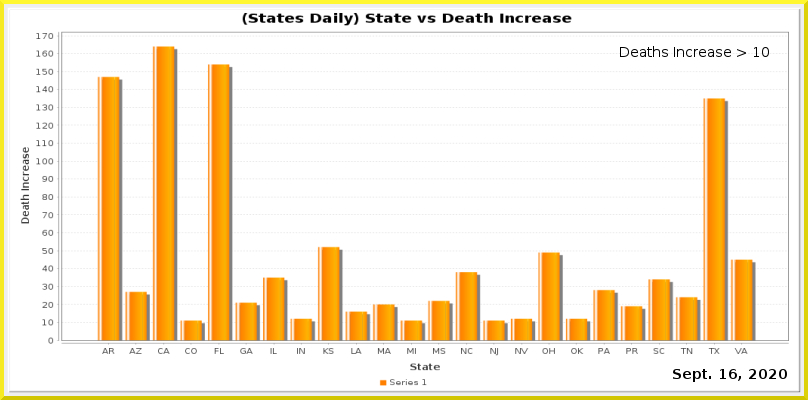 (States Daily) State vs Death Increase
Deaths Increase > 10
Death Increase
170
160
150
140
130
120
110
100
90
80
70
60
50
40
30
20
10
0
AR AZ CA CO FL GA IL IN KS LA MA MI MS NC NJ NV OH OK PA PR SC TN TX VA
State
Series 1
Sept. 16, 2020